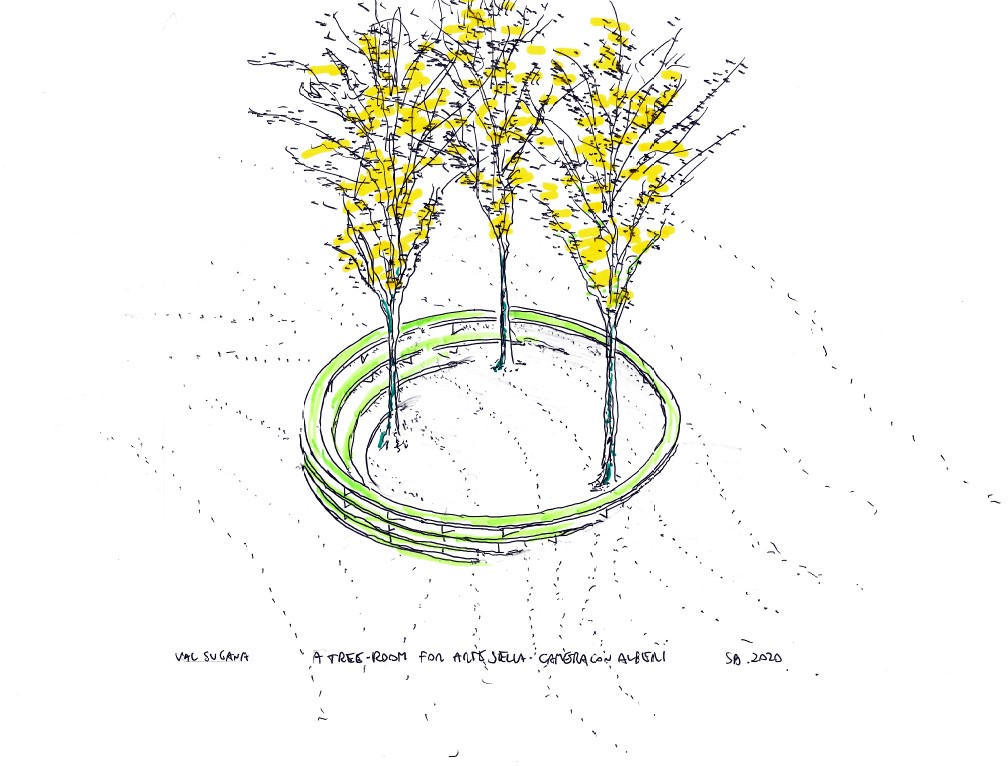 VAL SUGANA A TREE-ROOM FOR ARTE SELLA - CAMERA CON ALBERI SB. 2020